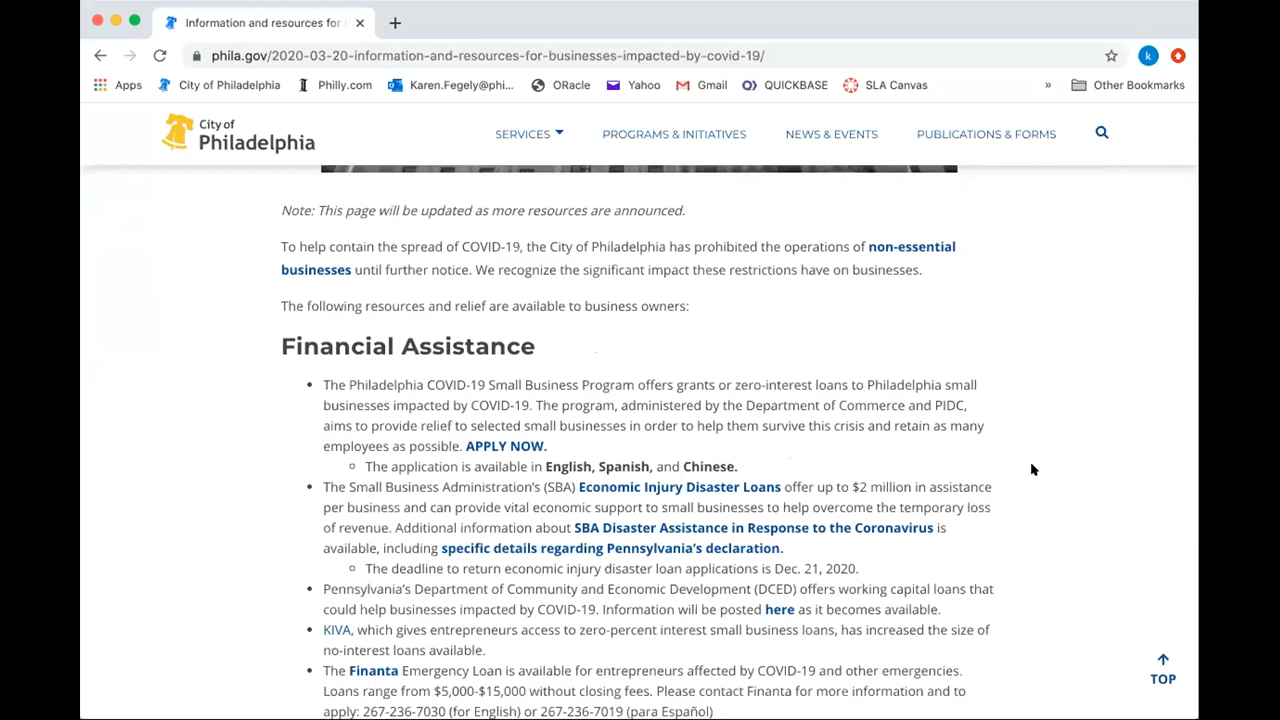 Information and resources for
phila.gov/2020-03-20-information-and-resources-for-businesses-impacted-by-covid-19/
k
Apps City of Philadelphia Philly.com Karen.Fegely@phi... ORacle Yahoo Gmail QUICKBASE SLA Canvas » Other Bookmarks
City of
Philadelphia
SERVICES PROGRAMS & INITIATIVES NEWS & EVENTS PUBLICATIONS & FORMS
Note: This page will be updated as more resources are announced.
To help contain the spread of COVID-19, the City of Philadelphia has prohibited the operations of non-essential
businesses until further notice. We recognize the significant impact these restrictions have on businesses.
The following resources and relief are available to business owners:
Financial Assistance
• The Philadelphia COVID-19 Small Business Program offers grants or zero-interest loans to Philadelphia small
businesses impacted by COVID-19. The program, administered by the Department of Commerce and PIDC,
aims to provide relief to selected small businesses in order to help them survive this crisis and retain as many
employees as possible. APPLY NOW.
◦ The application is available in English, Spanish, and Chinese.
• The Small Business Administration's (SBA) Economic Injury Disaster Loans offer up to $2 million in assistance
per business and can provide vital economic support to small businesses to help overcome the temporary loss
of revenue. Additional information about SBA Disaster Assistance in Response to the Coronavirus is
available, including specific details regarding Pennsylvania's declaration.
◦ The deadline to return economic injury disaster loan applications is Dec. 21, 2020.
• Pennsylvania's Department of Community and Economic Development (DCED) offers working capital loans that
could help businesses impacted by COVID-19. Information will be posted here as it becomes available.
• KIVA, which gives entrepreneurs access to zero-percent interest small business loans, has increased the size of
no-interest loans available.
• The Finanta Emergency Loan is available for entrepreneurs affected by COVID-19 and other emergencies.
Loans range from $5,000-$15,000 without closing fees. Please contact Finanta for more information and to
apply: 267-236-7030 (for English) or 267-236-7019 (para Español)
TOP